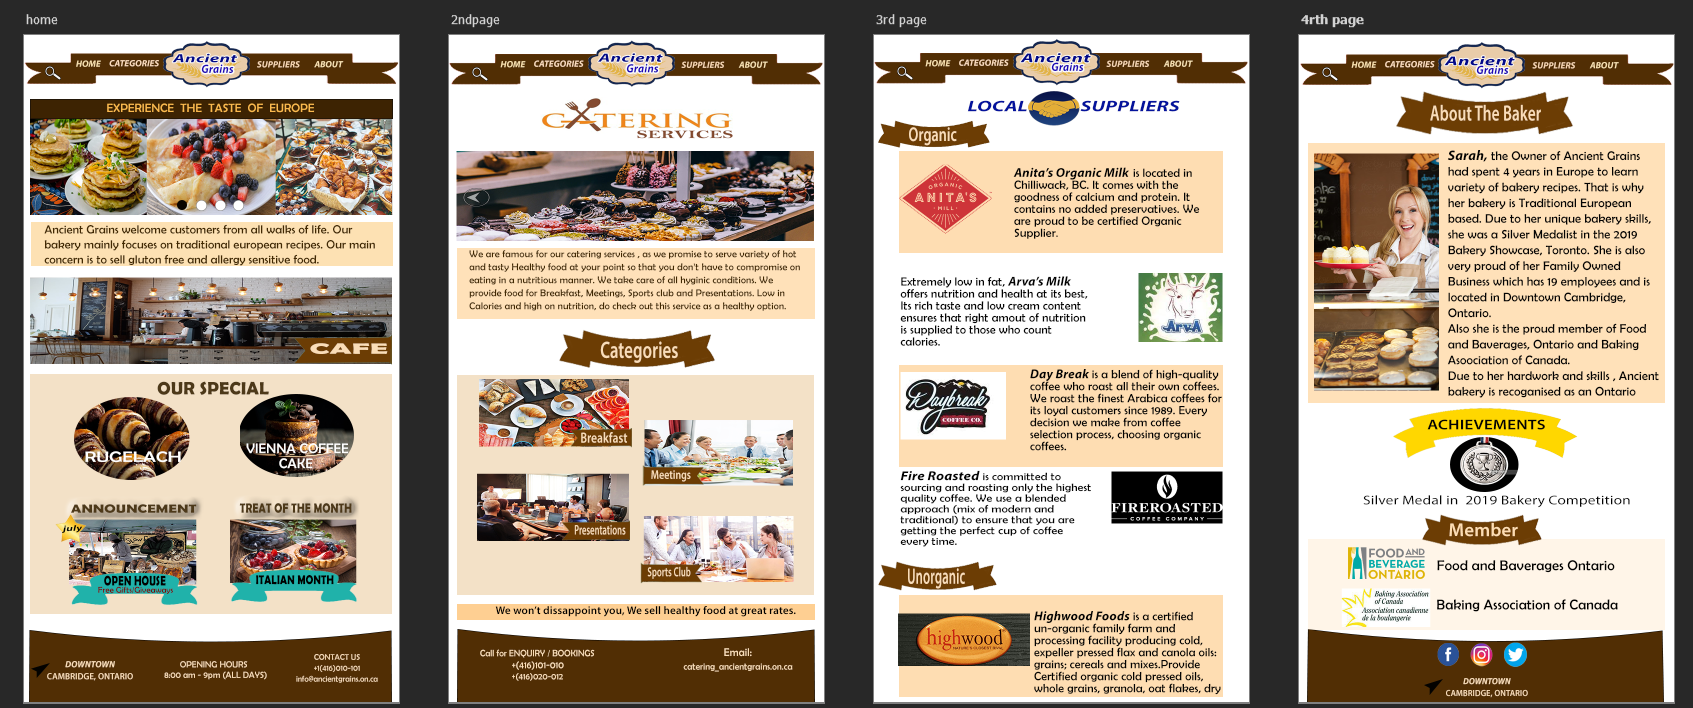 home
HOME CATEGORIES Ancient Grains SUPPLIERS ABOUT
EXPERIENCE THE TASTE OF EUROPE
Ancient Grains welcome customers from all walks of life. Our
bakery mainly focuses on traditional european recipes. Our main
concern is to sell gluton free and allergy sensitive food.
CAFE
OUR SPECIAL
RUGELACH
VIENNA COFFEE
CAKE
ANNOUNCEMENT
july
OPEN HOUSE
Free Gifts/Giveaways
TREAT OF THE MONTH
ITALIAN MONTH
DOWNTOWN
CAMBRIDGE, ONTARIO
OPENING HOURS
8:00 am - 9pm (ALL DAYS)
CONTACT US
+1(416)010-101
info@ancientgrains.on.ca
2ndpage
HOME CATEGORIES Ancient Grains SUPPLIERS ABOUT
CATERING
SERVICES
We are famous for our catering services , as we promise to serve variety of hot
and tasty Healthy food at your point so that you don't have to compromise on
eating in a nutritious manner. We take care of all hyginic conditions. We
provide food for Breakfast, Meetings, Sports club and Presentations. Low in
Calories and high on nutrition, do check out this service as a healthy option.
Categories
Breakfast
Meetings
Presentations
Sports Club
We won't dissappoint you, We sell healthy food at great rates.
Call for ENQUIRY / BOOKINGS
+(416)101-010
+(416)020-012
Email:
catering_ancientgrains.on.ca
3rd page
HOME CATEGORIES Ancient Grains SUPPLIERS ABOUT
LOCAL SUPPLIERS
Organic
ORGANIC
ANITA'S
MILL
Anita's Organic Milk is located in
Chilliwack, BC. It comes with the
goodness of calcium and protein. It
contains no added preservatives. We
are proud to be certified Organic
Supplier.
Extremely low in fat, Arva's Milk
offers nutrition and health at its best,
Its rich taste and low cream content
ensures that right amout of nutrition
is supplied to those who count
calories.
ArvA
Daybreak
COFFEE CO.
Day Break is a blend of high-quality
coffee who roast all their own coffees.
We roast the finest Arabica coffees for
its loyal customers since 1989. Every
decision we make from coffee
selection process, choosing organic
coffees.
Fire Roasted is committed to
sourcing and roasting only the highest
quality coffee. We use a blended
approach (mix of modern and
traditional) to ensure that you are
getting the perfect cup of coffee
every time.
FIREROASTED
COFFEE COMPANY
Unorganic
highwood
Highwood Foods is a certified
un-organic family farm and
processing facility producing cold,
expeller pressed flax and canola oils:
grains; cereals and mixes.Provide
Certified organic cold pressed oils,
whole grains, granola, oat flakes, dry
4rth page
HOME CATEGORIES Ancient Grains SUPPLIERS ABOUT
About The Baker
Sarah, the Owner of Ancient Grains
had spent 4 years in Europe to learn
variety of bakery recipes. That is why
her bakery is Traditional European
based. Due to her unique bakery skills,
she was a Silver Medalist in the 2019
Bakery Showcase, Toronto. She is also
very proud of her Family Owned
Business which has 19 employees and is
located in Downtown Cambridge,
Ontario.
Also she is the proud member of Food
and Baverages, Ontario and Baking
Asoociation of Canada.
Due to her hardwork and skills , Ancient
bakery is recoganised as an Ontario
ACHIEVEMENTS
Silver Medal in 2019 Bakery Competition
Member
FOOD AND
BEVERAGE
ONTARIO
Food and Baverages Ontario
Baking Association
of Canada
Association canadienne
de la boulangerie
Baking Association of Canada
DOWNTOWN
CAMBRIDGE, ONTARIO